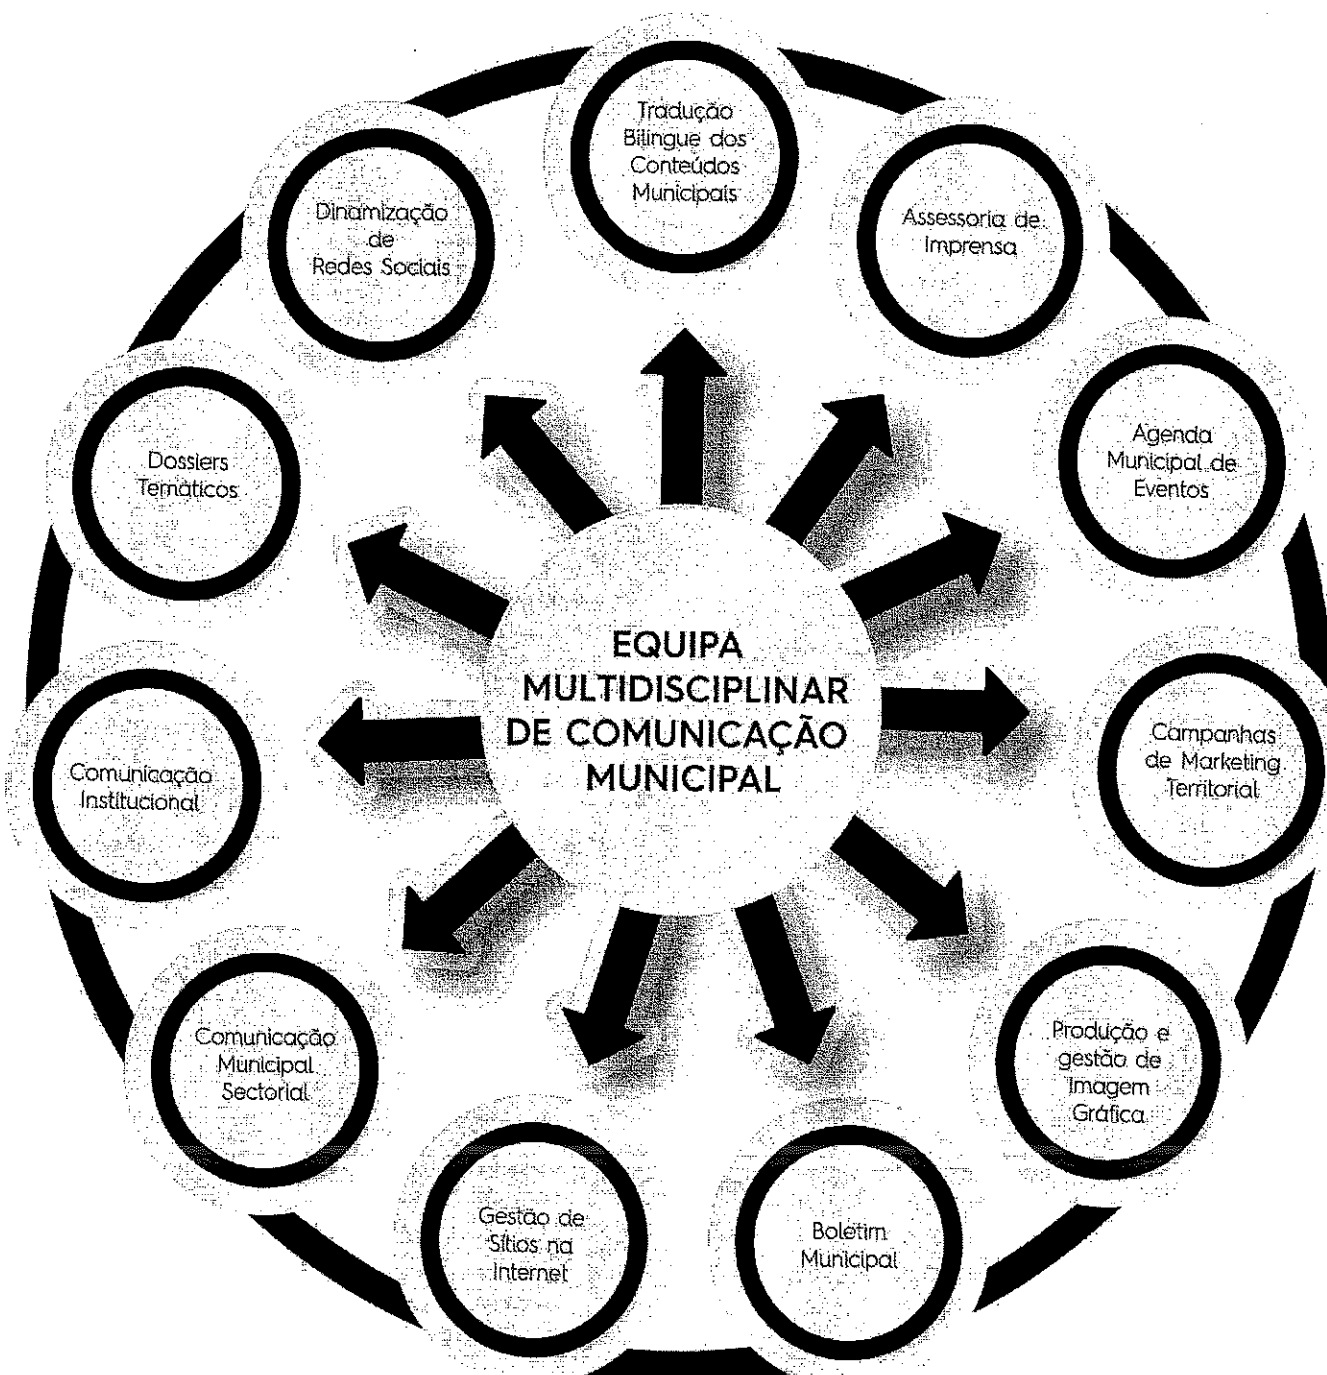 Tradução
Bilingue dos
Conteúdos
Municipais
Assessoria de
Imprensa
Agenda
Municipal de
Eventos
Campanhas
de Marketing
Territorial
Produção e
gestão de
Imagem
Gráfica
Boletim
Municipal
Gestão de
Sítios na
Internet
Comunicação
Municipal
Sectorial
Comunicação
Institucional
Dossiers
Temáticos
Dinamização
de
Redes Sociais
EQUIPA
MULTIDISCIPLINAR
DE COMUNICAÇÃO
MUNICIPAL